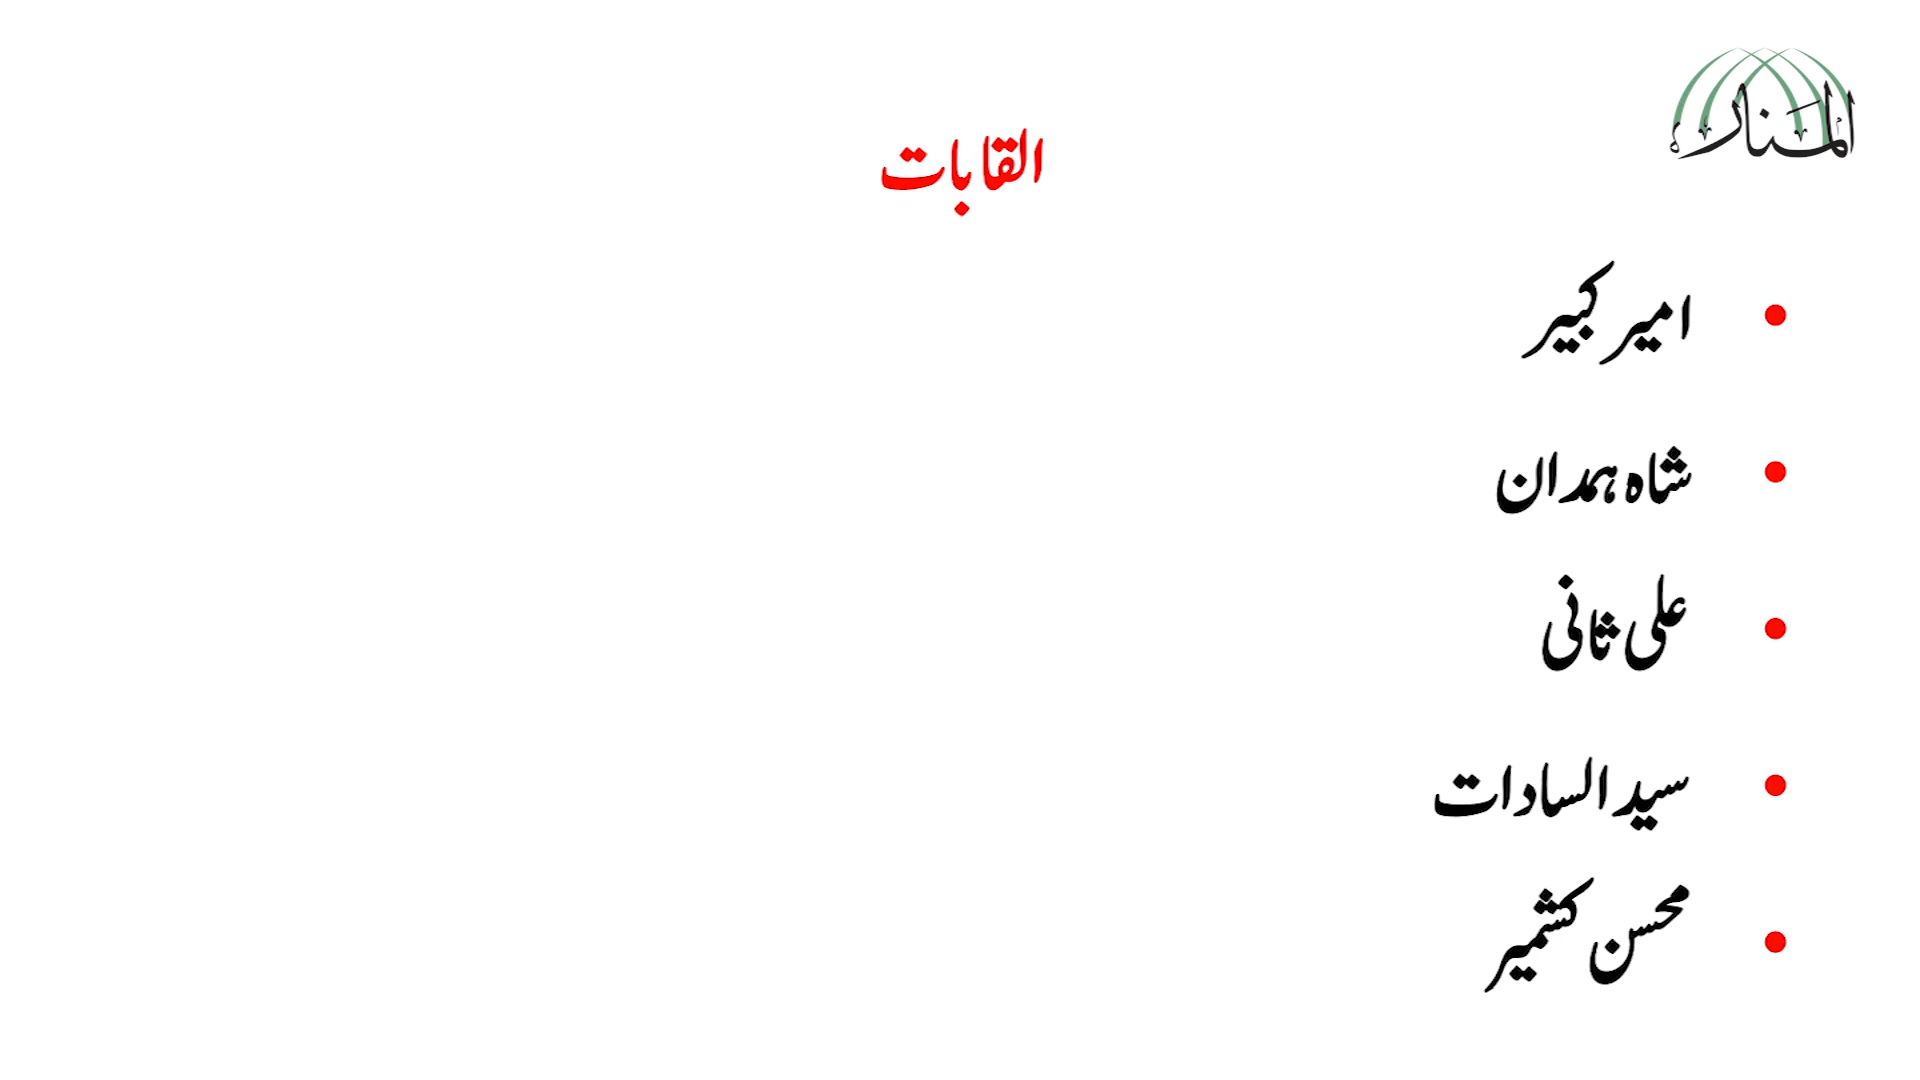 المنار
القابات
• امیر کبیر
• شاہ ہمدان
• علی ثانی
• سید السادات
• محسن کشمیر